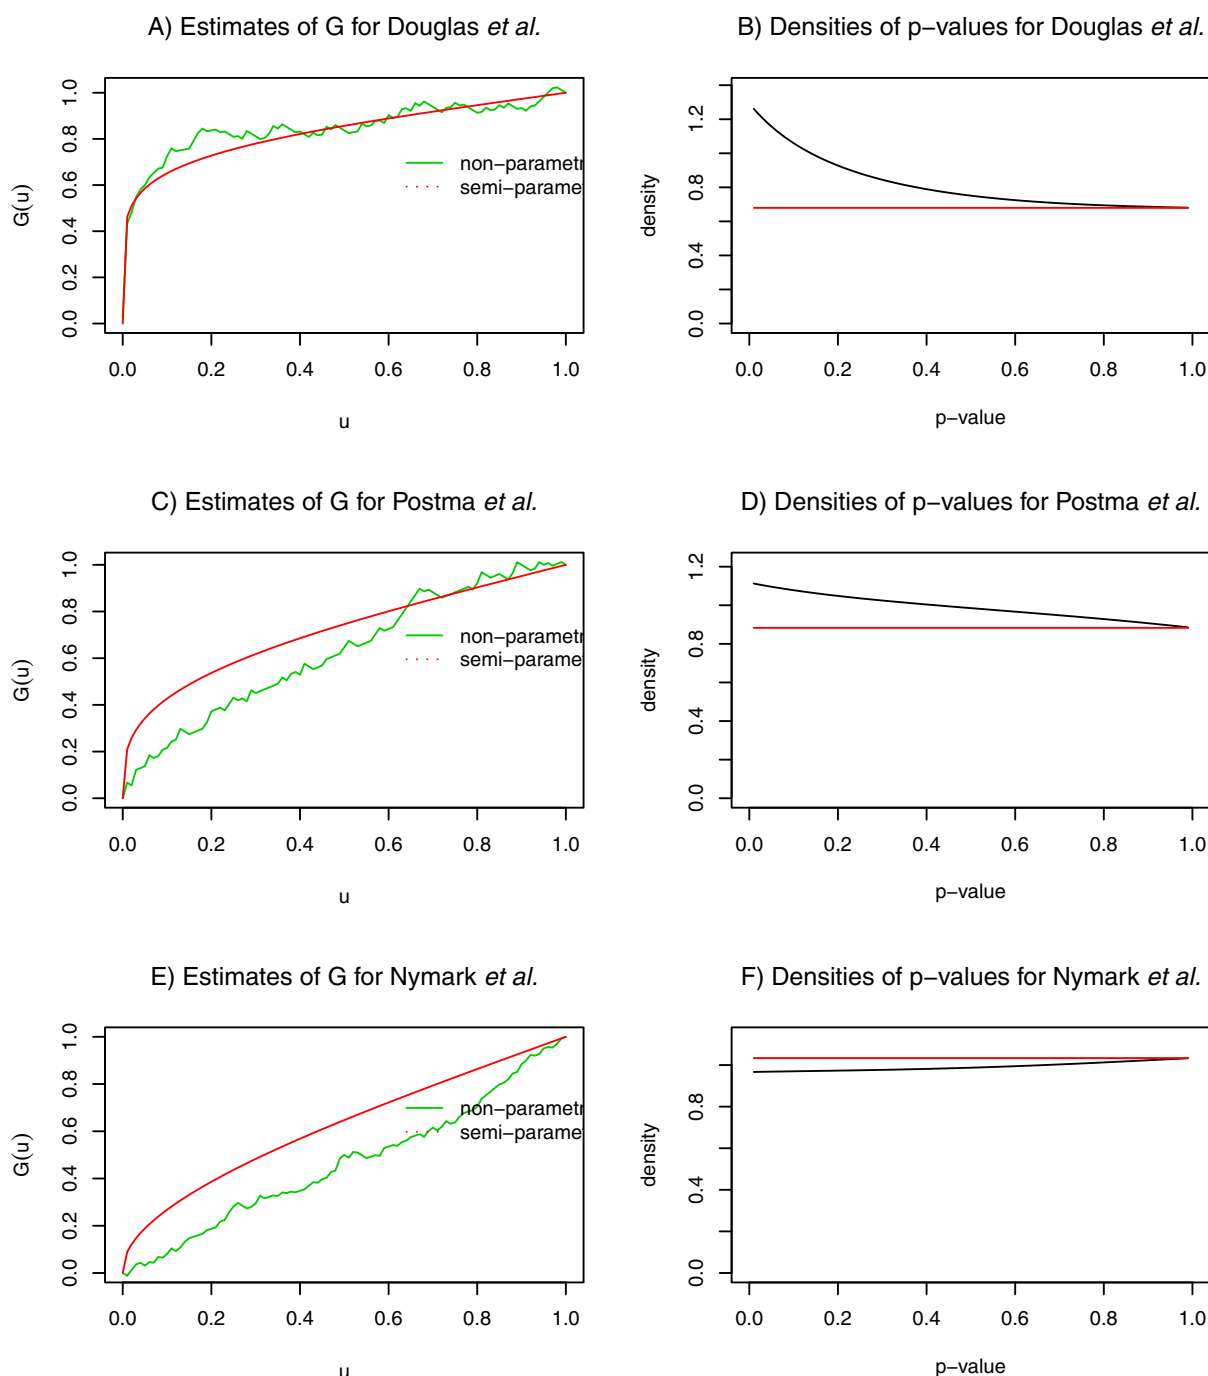 A) Estimates of G for Douglas et al.
G(u)
0.0 0.2 0.4 0.6 0.8 1.0
non−parametr
semi−parame
0.0 0.2 0.4 0.6 0.8 1.0
u
B) Densities of p−values for Douglas et al.
density
0.0 0.4 0.8 1.2
0.0 0.2 0.4 0.6 0.8 1.0
p−value
C) Estimates of G for Postma et al.
G(u)
0.0 0.2 0.4 0.6 0.8 1.0
non−parametr
semi−parame
0.0 0.2 0.4 0.6 0.8 1.0
u
D) Densities of p−values for Postma et al.
density
0.0 0.4 0.8 1.2
0.0 0.2 0.4 0.6 0.8 1.0
p−value
E) Estimates of G for Nymark et al.
G(u)
0.0 0.2 0.4 0.6 0.8 1.0
non−parametr
semi−parame
0.0 0.2 0.4 0.6 0.8 1.0
u
F) Densities of p−values for Nymark et al.
density
0.0 0.4 0.8
0.0 0.2 0.4 0.6 0.8 1.0
p−value